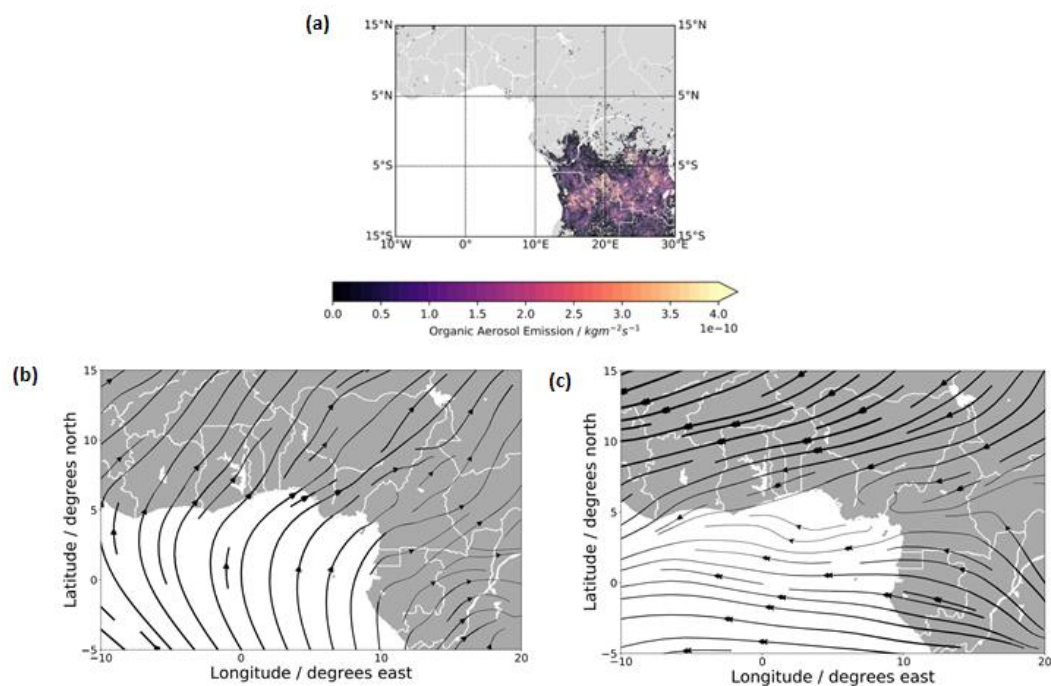 (a)
15°N 15°N
5°N 5°N
5°S 5°S
15°S 15°S
10°W 0° 10°E 20°E 30°E
0.0 0.5 1.0 1.5 2.0 2.5 3.0 3.5 4.0
Organic Aerosol Emission / kgm⁻²s⁻¹ 1e−10
(b)
15
10
5
0
−5
Latitude / degrees north
−10 0 10 20
Longitude / degrees east
(c)
15
10
5
0
−5
Latitude / degrees north
−10 0 10 20
Longitude / degrees east